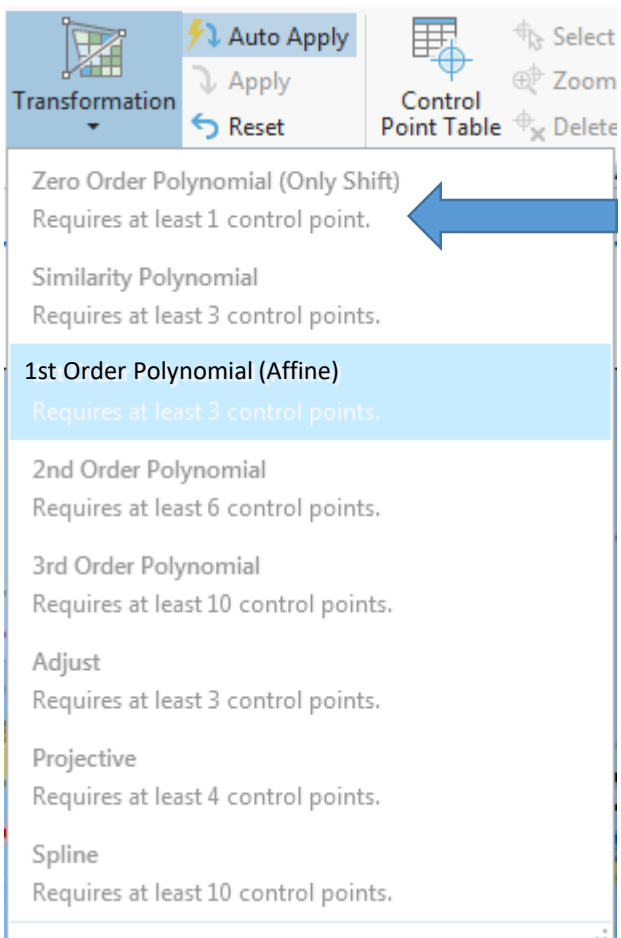 Auto Apply
Select
Apply
Zoom
Transformation
Control
Point Table
Reset
Delete
Zero Order Polynomial (Only Shift)
Requires at least 1 control point.
Similarity Polynomial
Requires at least 3 control points.
1st Order Polynomial (Affine)
Requires at least 3 control points.
2nd Order Polynomial
Requires at least 6 control points.
3rd Order Polynomial
Requires at least 10 control points.
Adjust
Requires at least 3 control points.
Projective
Requires at least 4 control points.
Spline
Requires at least 10 control points.